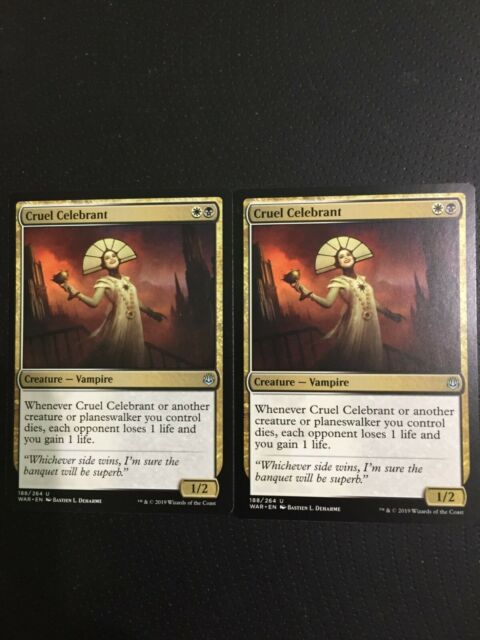 Cruel Celebrant
Creature — Vampire
Whenever Cruel Celebrant or another
creature or planeswalker you control
dies, each opponent loses 1 life and
you gain 1 life.
"Whichever side wins, I'm sure the
banquet will be superb."
1/2
188/264 U
WAR • EN Bastien L. Deharme
™ & © 2019 Wizards of the Coast
Cruel Celebrant
Creature — Vampire
Whenever Cruel Celebrant or another
creature or planeswalker you control
dies, each opponent loses 1 life and
you gain 1 life.
"Whichever side wins, I'm sure the
banquet will be superb."
1/2
188/264 U
WAR • EN Bastien L. Deharme
™ & © 2019 Wizards of the Coast